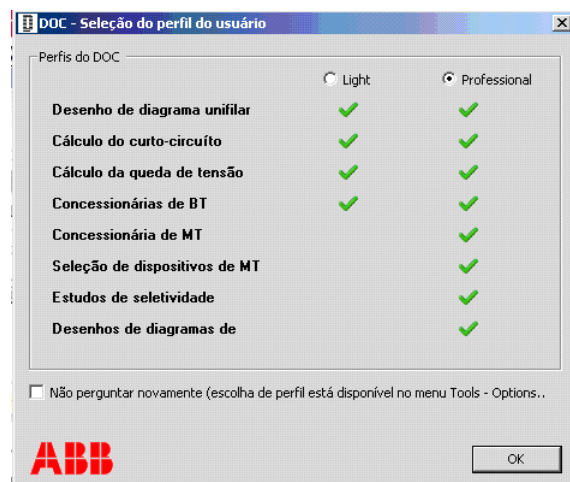 DOC - Seleção do perfil do usuário
Perfis do DOC
Light Professional
Desenho de diagrama unifilar
Cálculo do curto-circuíto
Cálculo da queda de tensão
Concessionárias de BT
Concessionária de MT
Seleção de dispositivos de MT
Estudos de seletividade
Desenhos de diagramas de
Não perguntar novamente (escolha de perfil está disponível no menu Tools - Options..
ABB
OK